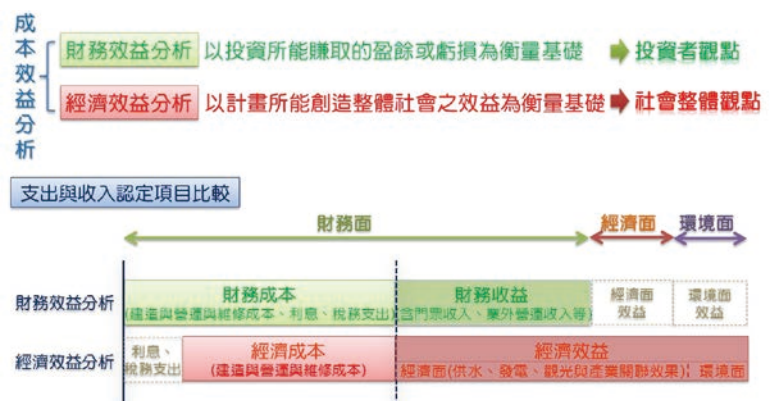 成本效益分析
財務效益分析 以投資所能賺取的盈餘或虧損為衡量基礎 投資者觀點
經濟效益分析 以計畫所能創造整體社會之效益為衡量基礎 社會整體觀點
支出與收入認定項目比較
財務面 經濟面 環境面
財務效益分析
財務成本
(建造與營運與維修成本、利息、稅務支出)
財務收益
(含門票收入、業外營運收入等)
經濟面
效益
環境面
效益
經濟效益分析
利息、
稅務支出
經濟成本
(建造與營運與維修成本)
經濟效益
經濟面(供水、發電、觀光與產業關聯效果) 環境面